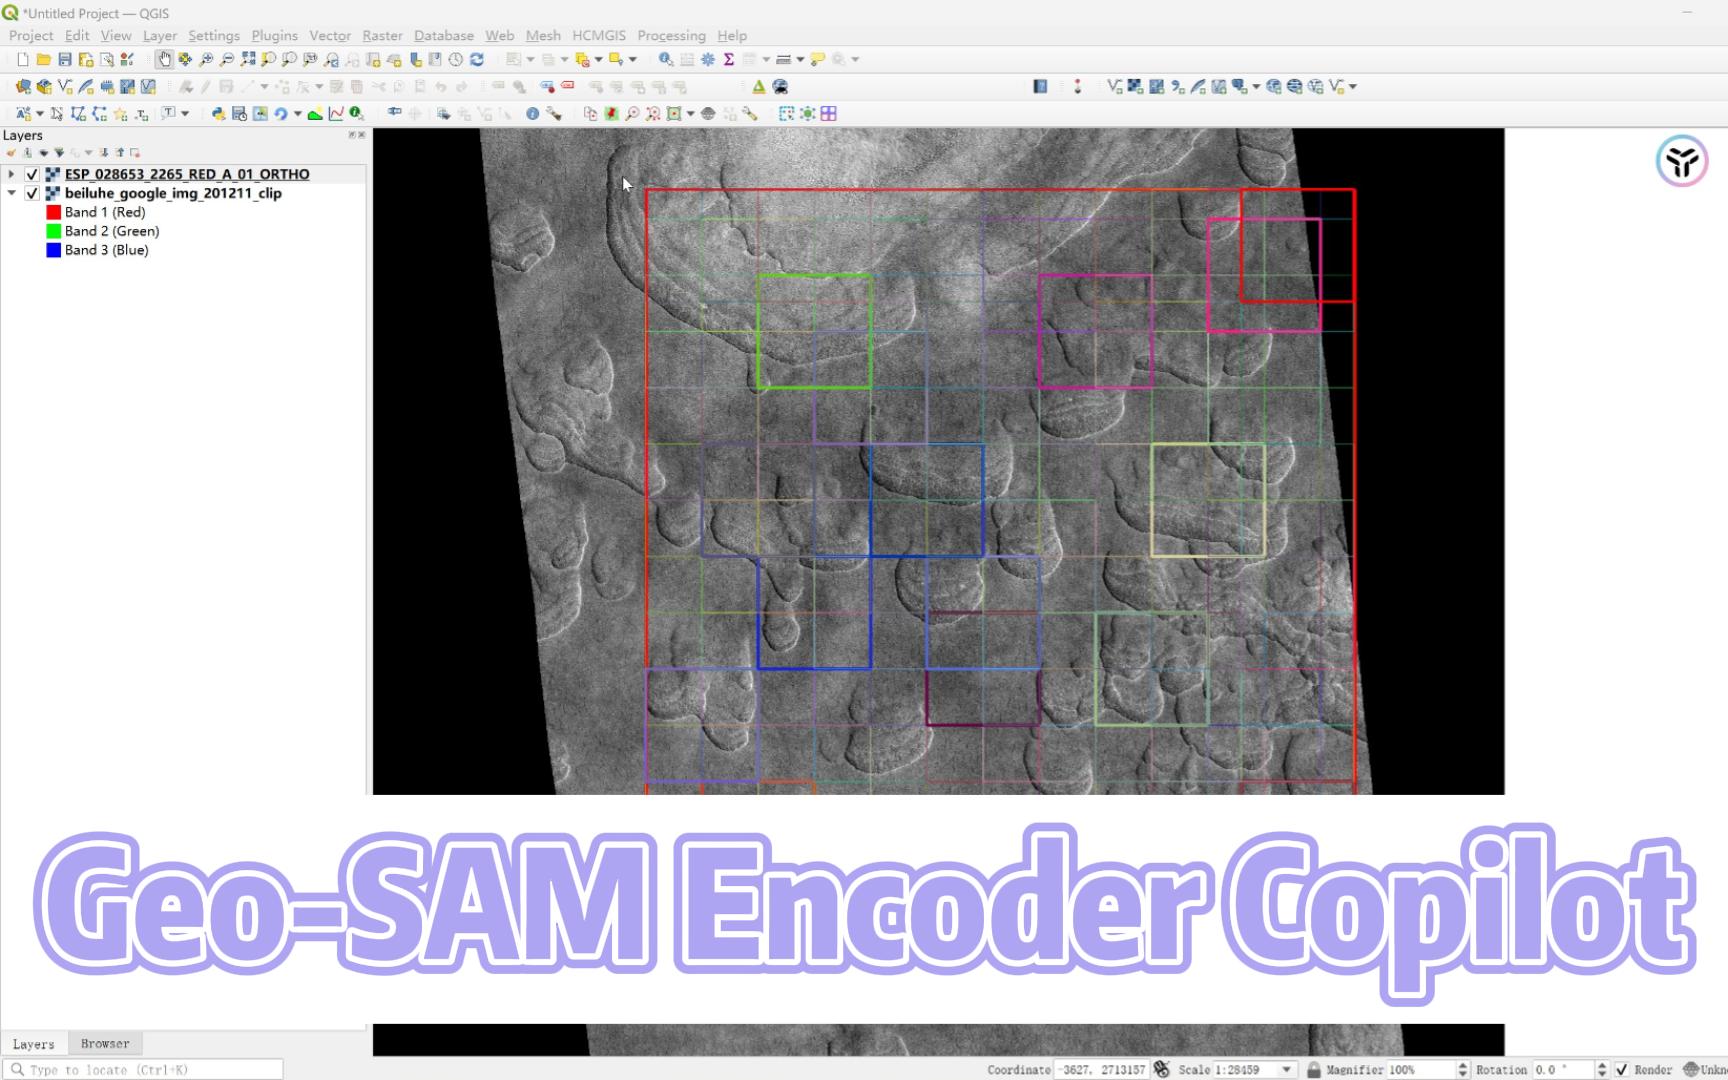 *Untitled Project — QGIS
Project Edit View Layer Settings Plugins Vector Raster Database Web Mesh HCMGIS Processing Help
Layers
ESP_028653_2265_RED_A_01_ORTHO
beiluhe_google_img_201211_clip
Band 1 (Red)
Band 2 (Green)
Band 3 (Blue)
Geo-SAM Encoder Copilot
Layers Browser
Type to locate (Ctrl+K)
Coordinate -3627, 2713157 Scale 1:28459 Magnifier 100% Rotation 0.0 ° Render Unkn